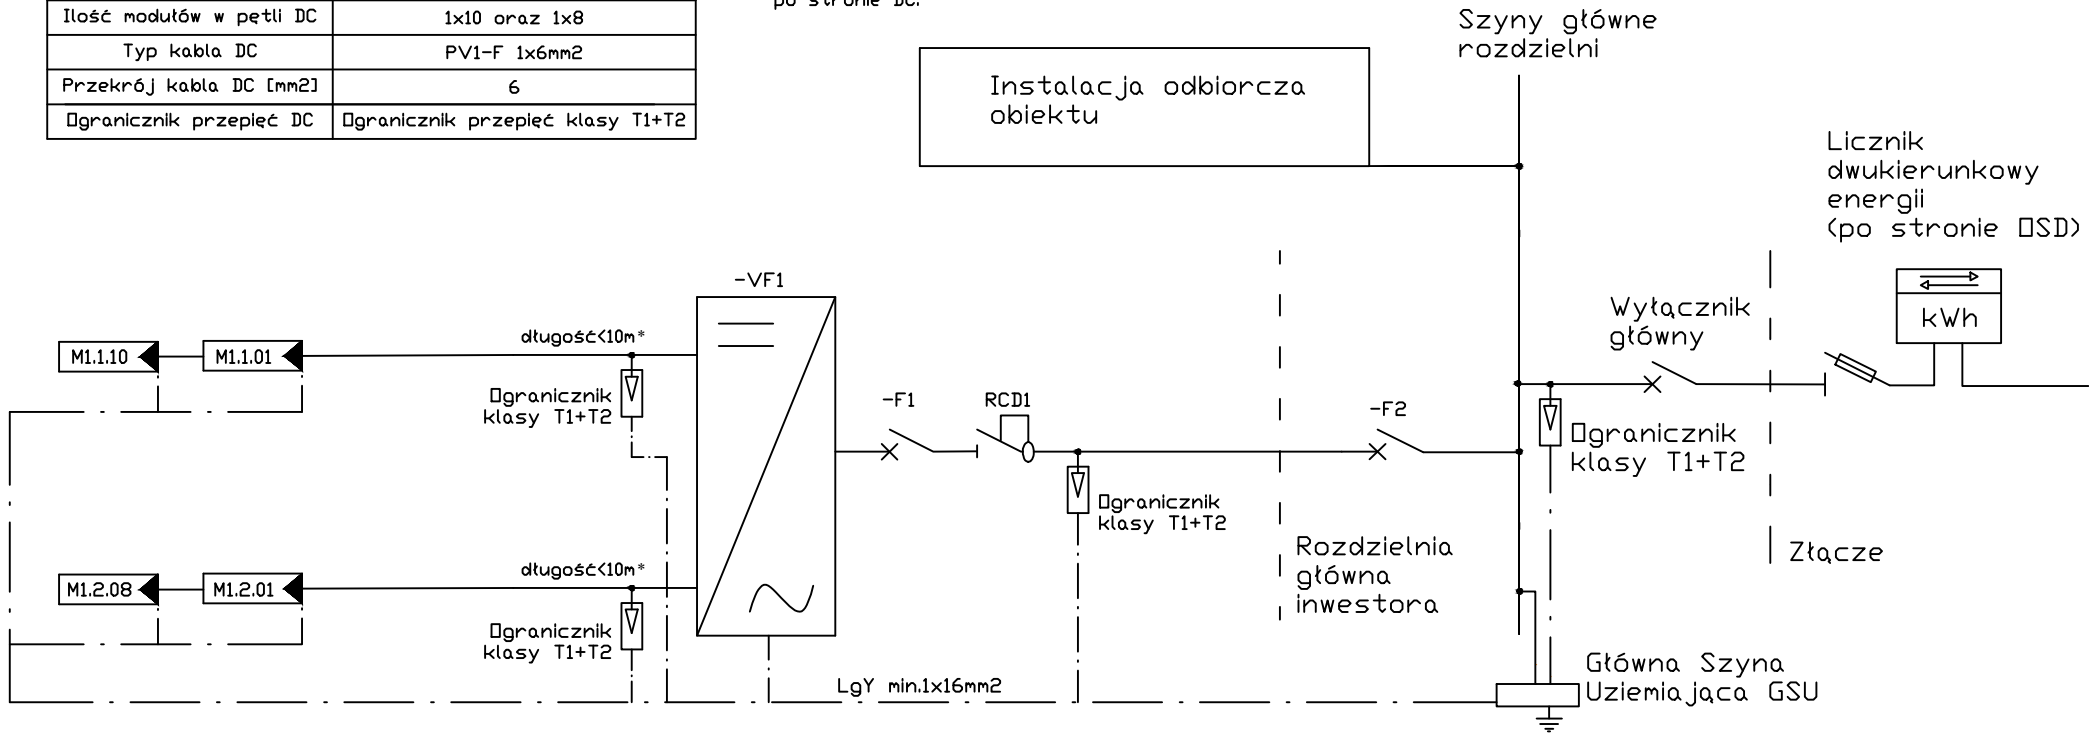 Ilość modułów w pętli DC 1x10 oraz 1x8
Typ kabla DC PV1-F 1x6mm2
Przekrój kabla DC [mm2] 6
Ogranicznik przepięć DC Ogranicznik przepięć klasy T1+T2
po stronie DC.
Instalacja odbiorcza
obiektu
Szyny główne
rozdzielni
Licznik
dwukierunkowy
energii
(po stronie OSD)
kWh
Wyłącznik
główny
-VF1
długość<10m*
M1.1.10
M1.1.01
Ogranicznik
klasy T1+T2
-F1
RCD1
-F2
Ogranicznik
klasy T1+T2
Ogranicznik
klasy T1+T2
Rozdzielnia
główna
inwestora
Złącze
długość<10m*
M1.2.08
M1.2.01
Ogranicznik
klasy T1+T2
LgY min.1x16mm2
Główna Szyna
Uziemiająca GSU